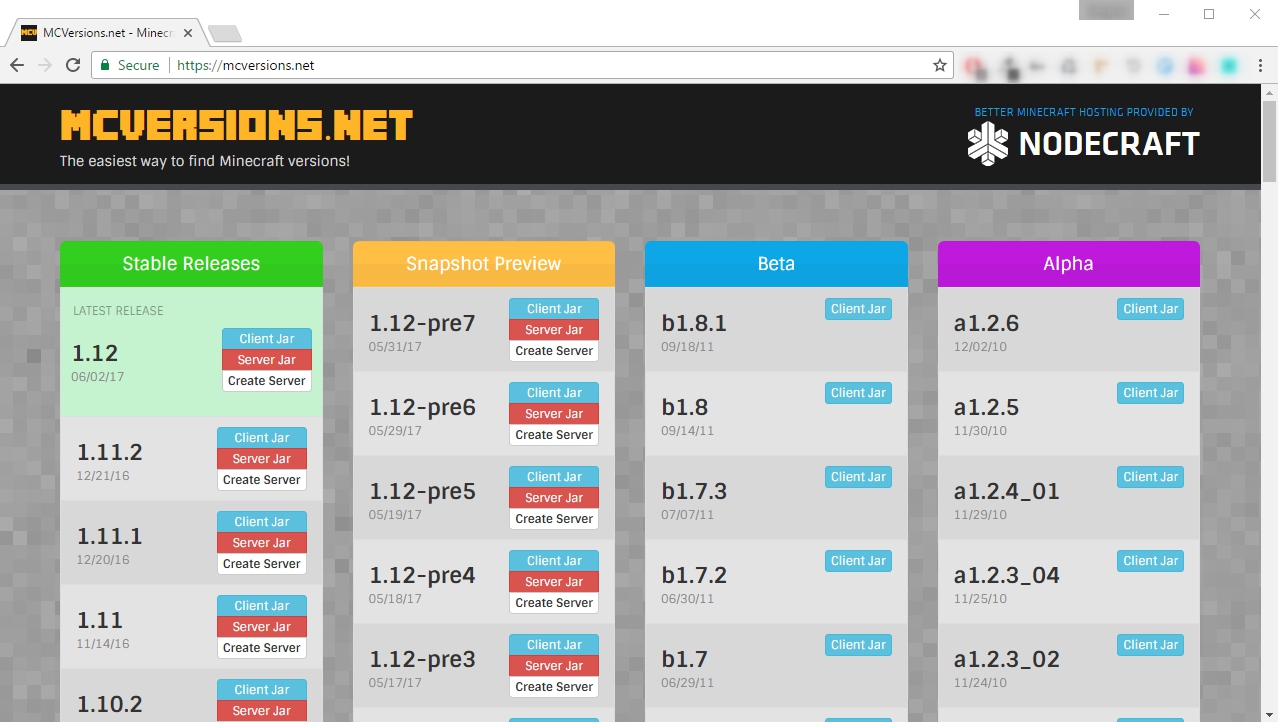 MCVersions.net - Minecr
Secure
https://mcversions.net
MCVERSIONS.NET
The easiest way to find Minecraft versions!
BETTER MINECRAFT HOSTING PROVIDED BY
NODECRAFT
Stable Releases
LATEST RELEASE
1.12
06/02/17
Client Jar
Server Jar
Create Server
1.11.2
12/21/16
Client Jar
Server Jar
Create Server
1.11.1
12/20/16
Client Jar
Server Jar
Create Server
1.11
11/14/16
Client Jar
Server Jar
Create Server
1.10.2
Client Jar
Server Jar
Snapshot Preview
1.12-pre7
05/31/17
Client Jar
Server Jar
Create Server
1.12-pre6
05/29/17
Client Jar
Server Jar
Create Server
1.12-pre5
05/19/17
Client Jar
Server Jar
Create Server
1.12-pre4
05/18/17
Client Jar
Server Jar
Create Server
1.12-pre3
05/17/17
Client Jar
Server Jar
Create Server
Beta
b1.8.1
09/18/11
Client Jar
b1.8
09/14/11
Client Jar
b1.7.3
07/07/11
Client Jar
b1.7.2
06/30/11
Client Jar
b1.7
06/29/11
Client Jar
Alpha
a1.2.6
12/02/10
Client Jar
a1.2.5
11/30/10
Client Jar
a1.2.4_01
11/29/10
Client Jar
a1.2.3_04
11/25/10
Client Jar
a1.2.3_02
11/24/10
Client Jar